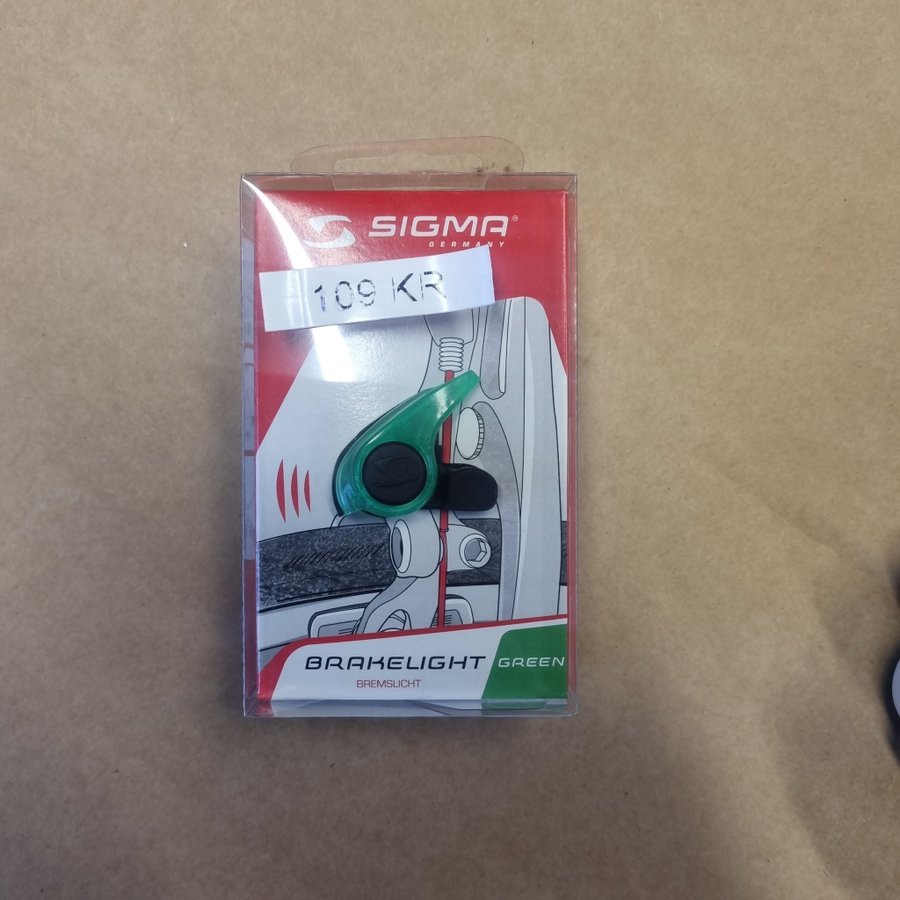 SIGMA®
GERMANY
109 KR
BRAKELIGHT GREEN
BREMSLICHT